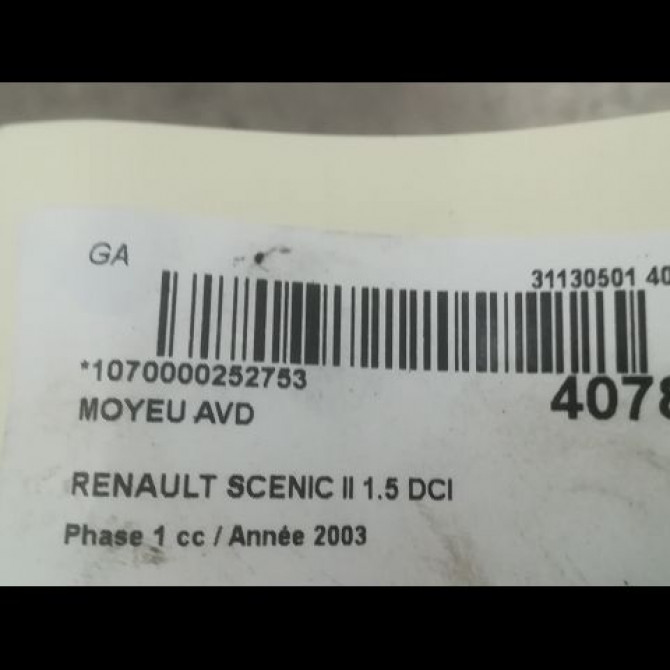 GA
31130501 40
*1070000252753
MOYEU AVD
4078
RENAULT SCENIC II 1.5 DCI
Phase 1 cc / Année 2003